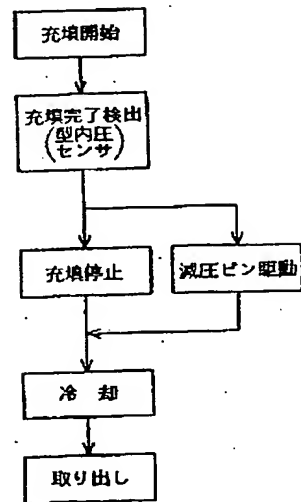 充填開始
充填完了検出
(型内圧
センサ)
充填停止
減圧ピン駆動
冷却
取り出し